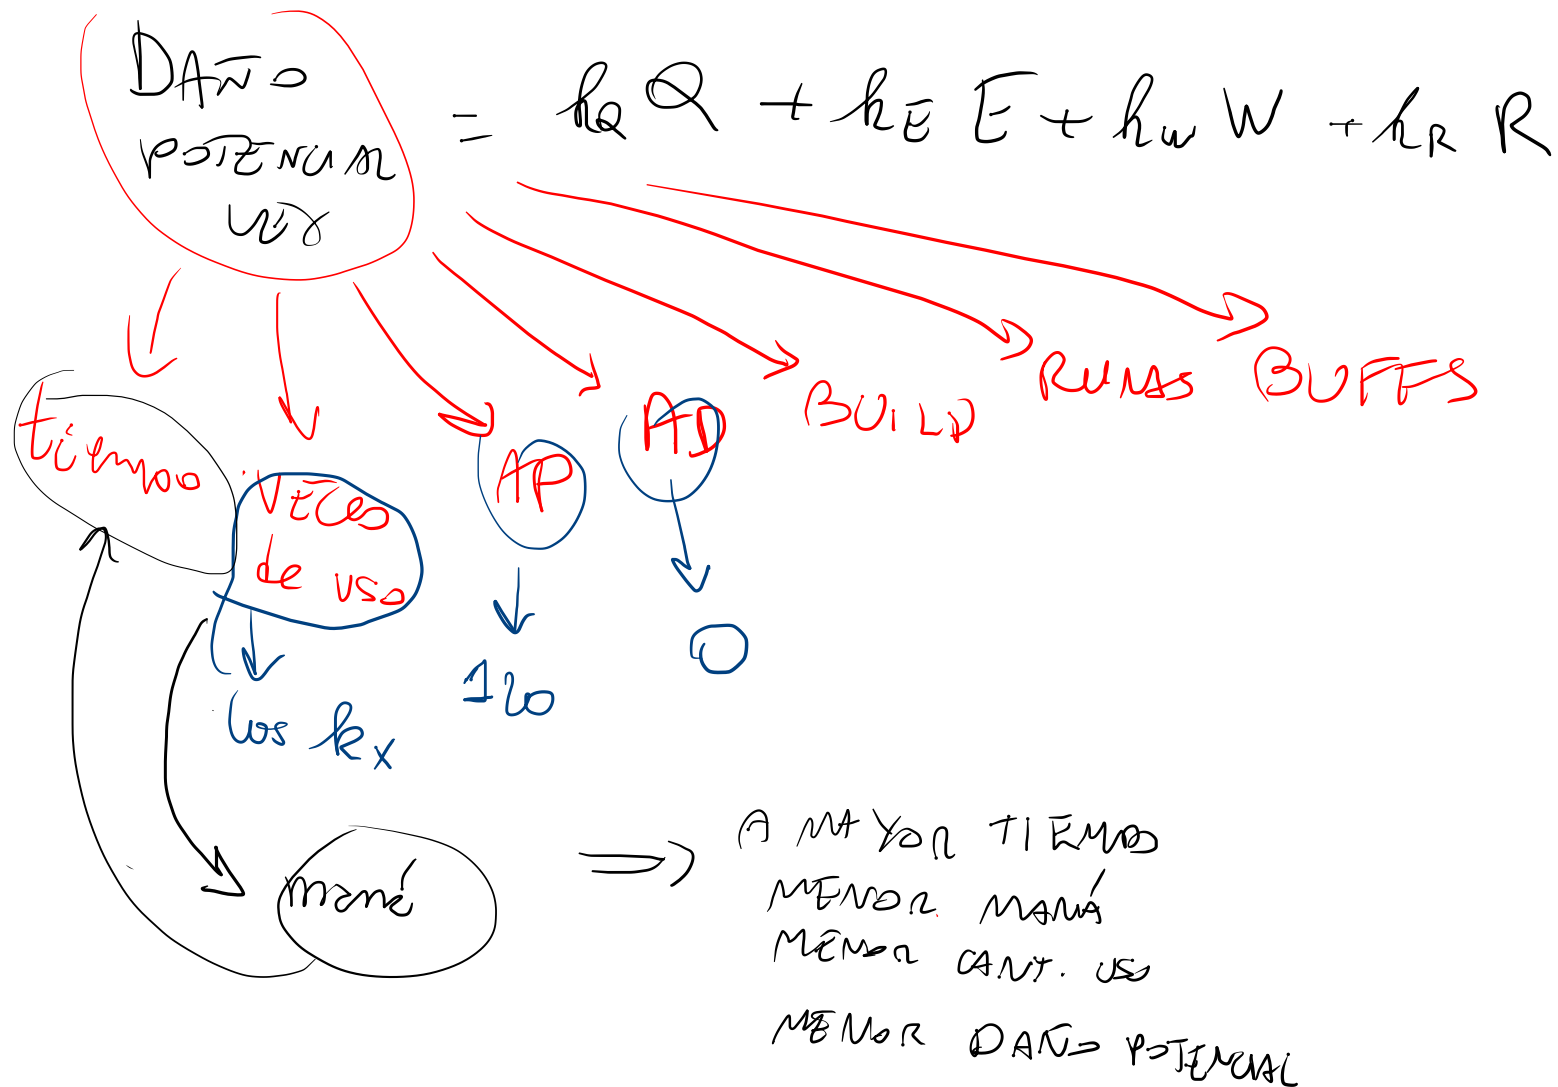 DAÑO
POTENCIAL
= kQ Q + kE E + kW W + kR R
tiempo
VECES
de uso
AP
AD
BUILD
RUNAS
BUFFS
los kx
120
0
maná
⇒
A MAYOR TIEMPO
MENOR MANÁ
MENOR CANT. USO
MENOR DAÑO POTENCIAL